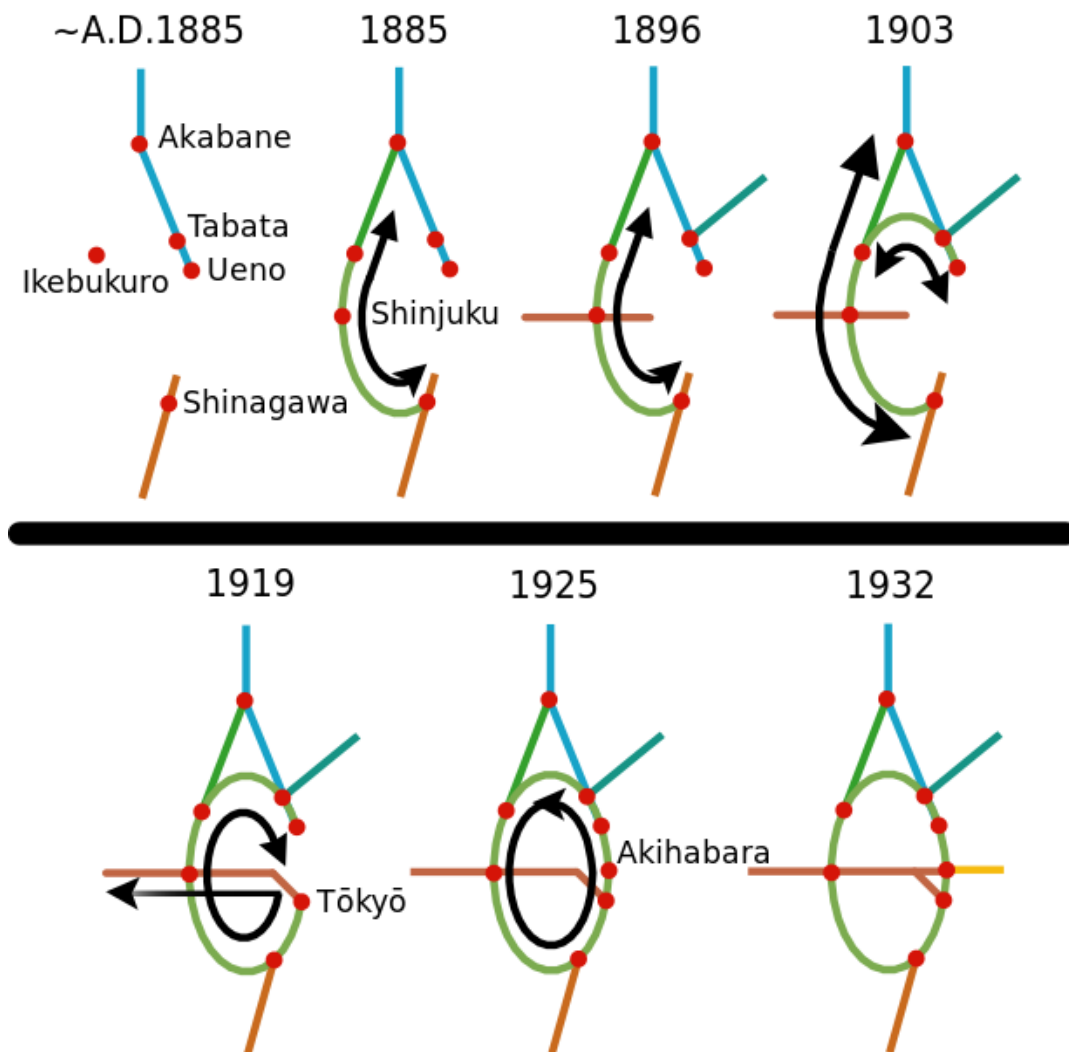 ~A.D.1885
1885
1896
1903
Akabane
Tabata
Ueno
Ikebukuro
Shinjuku
Shinagawa
1919
1925
1932
Akihabara
Tōkyō